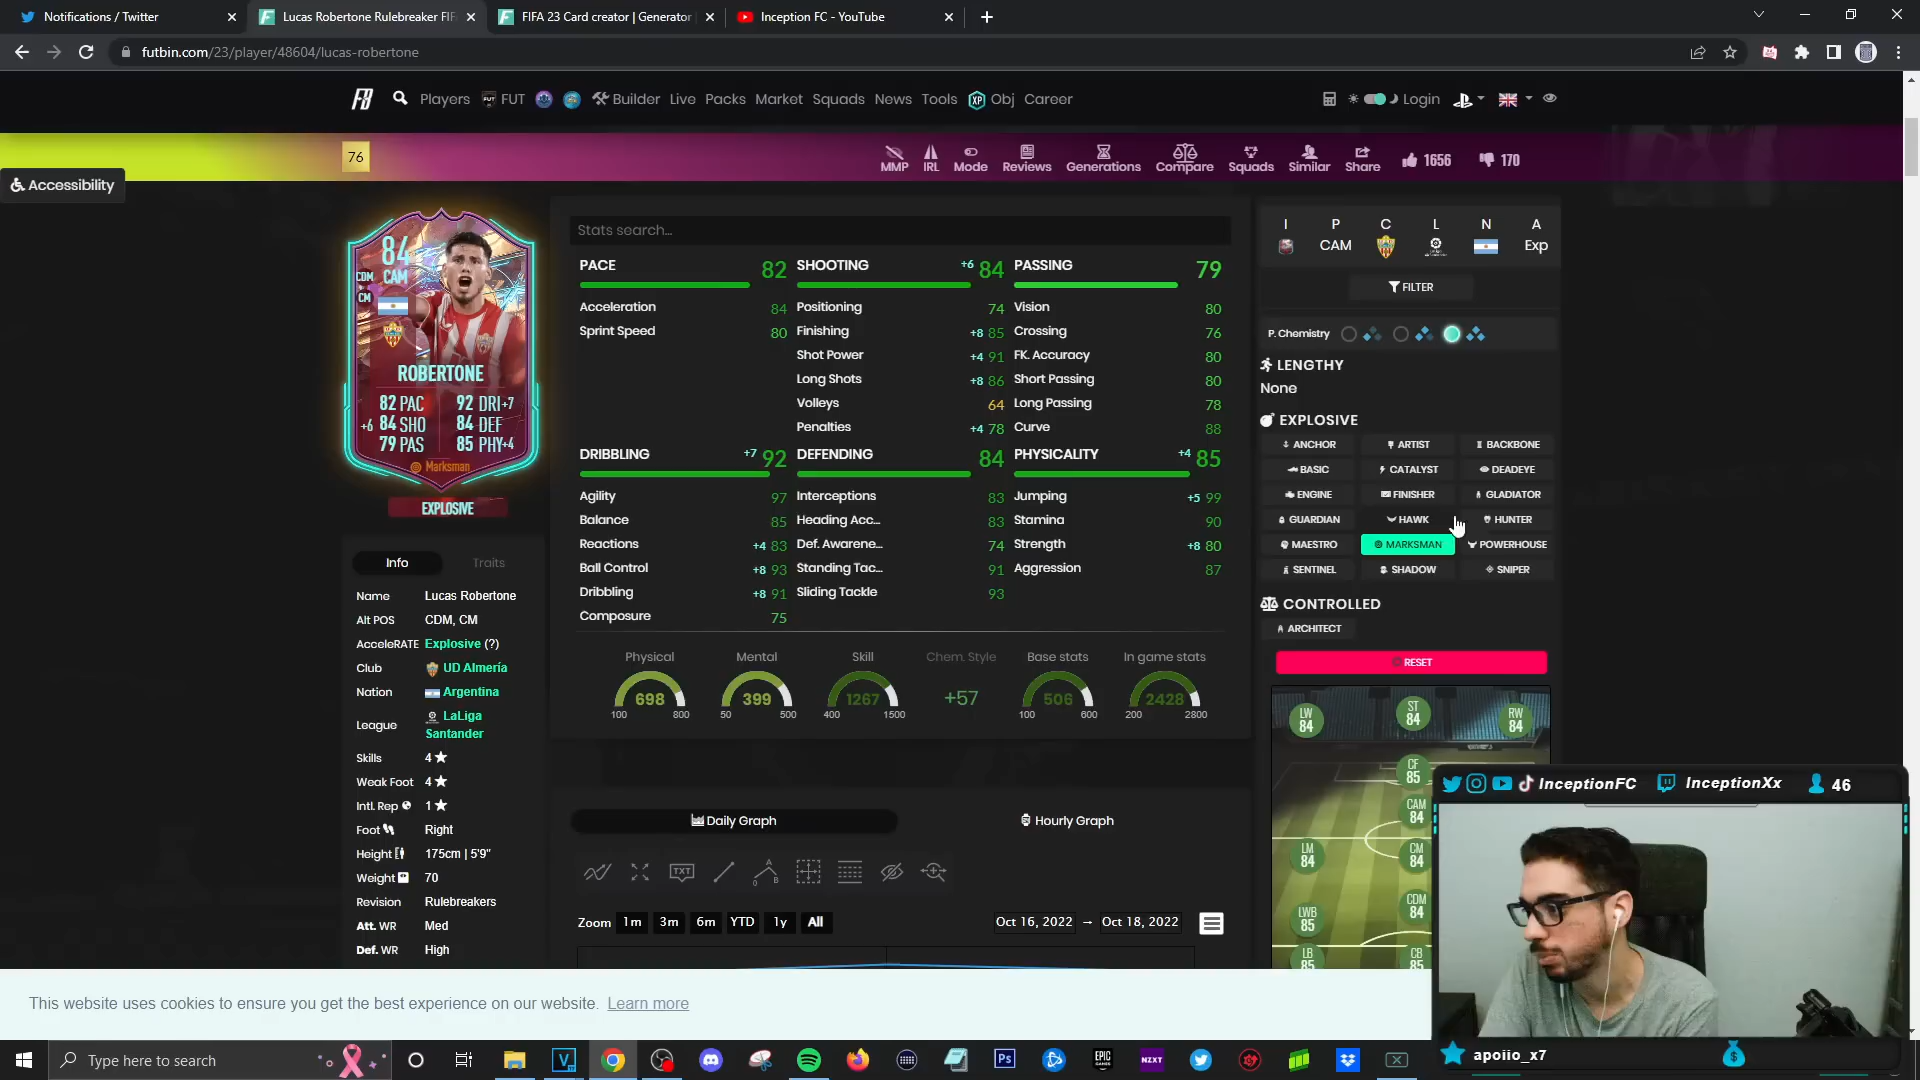 Notifications / Twitter
Lucas Robertone Rulebreaker FIF
FIFA 23 Card creator | Generator
Inception FC - YouTube
futbin.com/23/player/48604/lucas-robertone
Players FUT Builder Live Packs Market Squads News Tools XP Obj Career Login
76
MMP IRL Mode Reviews Generations Compare Squads Similar Share 1656 170
Accessibility
84
CAM
CDM
CM
ROBERTONE
82 PAC 92 DRI+7
+6 84 SHO 84 DEF
79 PAS 85 PHY+4
Marksman
EXPLOSIVE
Info Traits
Name Lucas Robertone
Alt POS CDM, CM
AcceleRATE Explosive (?)
Club UD Almería
Nation Argentina
League LaLiga Santander
Skills 4
Weak Foot 4
Intl. Rep 1
Foot Right
Height 175cm | 5'9"
Weight 70
Revision Rulebreakers
Att. WR Med
Def. WR High
Stats search...
PACE 82
Acceleration 84
Sprint Speed 80
SHOOTING +6 84
Positioning 74
Finishing +8 85
Shot Power +4 91
Long Shots +8 86
Volleys 64
Penalties +4 78
PASSING 79
Vision 80
Crossing 76
FK. Accuracy 80
Short Passing 80
Long Passing 78
Curve 88
DRIBBLING +7 92
Agility 97
Balance 85
Reactions +4 83
Ball Control +8 93
Dribbling +8 91
Composure 75
DEFENDING 84
Interceptions 83
Heading Acc... 83
Def. Awarene... 74
Standing Tac... 91
Sliding Tackle 93
PHYSICALITY +4 85
Jumping +5 99
Stamina 90
Strength +8 80
Aggression 87
Physical Mental Skill Chem. Style Base stats In game stats
698 399 1267 +57 506 2428
100 800 50 500 400 1500 100 600 200 2800
Daily Graph Hourly Graph
TXT
Zoom 1m 3m 6m YTD 1y All Oct 16, 2022 → Oct 18, 2022
I P C L N A
CAM Exp
FILTER
P. Chemistry
LENGTHY
None
EXPLOSIVE
ANCHOR ARTIST BACKBONE
BASIC CATALYST DEADEYE
ENGINE FINISHER GLADIATOR
GUARDIAN HAWK HUNTER
MAESTRO MARKSMAN POWERHOUSE
SENTINEL SHADOW SNIPER
CONTROLLED
ARCHITECT
RESET
LW 84 ST 84 RW 84
CF 85
CAM 84
LM 84 CM 84
CDM 84
LWB 85
LB 85 CB 85
InceptionFC InceptionXx 46
apoiio_x7
This website uses cookies to ensure you get the best experience on our website. Learn more
Type here to search